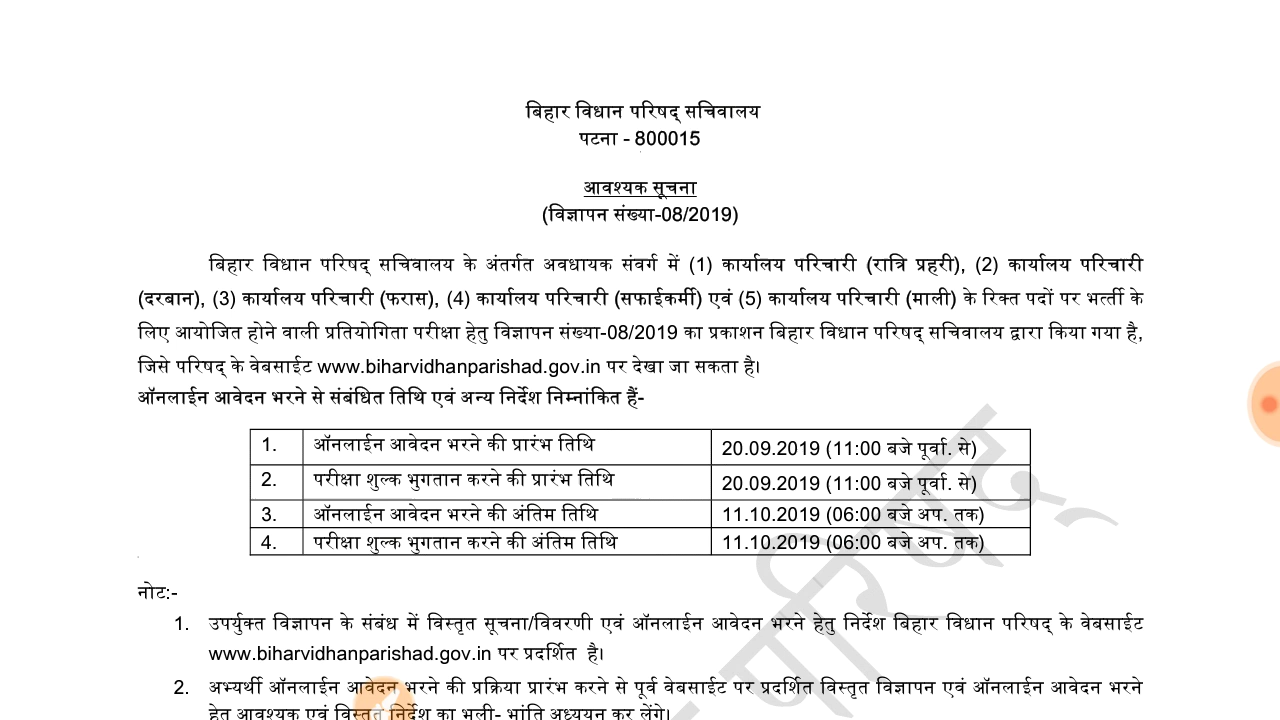 बिहार विधान परिषद् सचिवालय
पटना - 800015
आवश्यक सूचना
(विज्ञापन संख्या-08/2019)
बिहार विधान परिषद् सचिवालय के अंतर्गत अवधायक संवर्ग में (1) कार्यालय परिचारी (रात्रि प्रहरी), (2) कार्यालय परिचारी
(दरबान), (3) कार्यालय परिचारी (फरास), (4) कार्यालय परिचारी (सफाईकर्मी) एवं (5) कार्यालय परिचारी (माली) के रिक्त पदों पर भर्त्ती के
लिए आयोजित होने वाली प्रतियोगिता परीक्षा हेतु विज्ञापन संख्या-08/2019 का प्रकाशन बिहार विधान परिषद् सचिवालय द्वारा किया गया है,
जिसे परिषद् के वेबसाईट www.biharvidhanparishad.gov.in पर देखा जा सकता है।
ऑनलाईन आवेदन भरने से संबंधित तिथि एवं अन्य निर्देश निम्नांकित हैं-
1. ऑनलाईन आवेदन भरने की प्रारंभ तिथि 20.09.2019 (11:00 बजे पूर्वा. से)
2. परीक्षा शुल्क भुगतान करने की प्रारंभ तिथि 20.09.2019 (11:00 बजे पूर्वा. से)
3. ऑनलाईन आवेदन भरने की अंतिम तिथि 11.10.2019 (06:00 बजे अप. तक)
4. परीक्षा शुल्क भुगतान करने की अंतिम तिथि 11.10.2019 (06:00 बजे अप. तक)
नोट:-
1. उपर्युक्त विज्ञापन के संबंध में विस्तृत सूचना/विवरणी एवं ऑनलाईन आवेदन भरने हेतु निर्देश बिहार विधान परिषद् के वेबसाईट
www.biharvidhanparishad.gov.in पर प्रदर्शित है।
2. अभ्यर्थी ऑनलाईन आवेदन भरने की प्रक्रिया प्रारंभ करने से पूर्व वेबसाईट पर प्रदर्शित विस्तृत विज्ञापन एवं ऑनलाईन आवेदन भरने
हेतु आवश्यक एवं विस्तृत निर्देश का भली- भांति अध्ययन कर लेंगे।
परिषद्